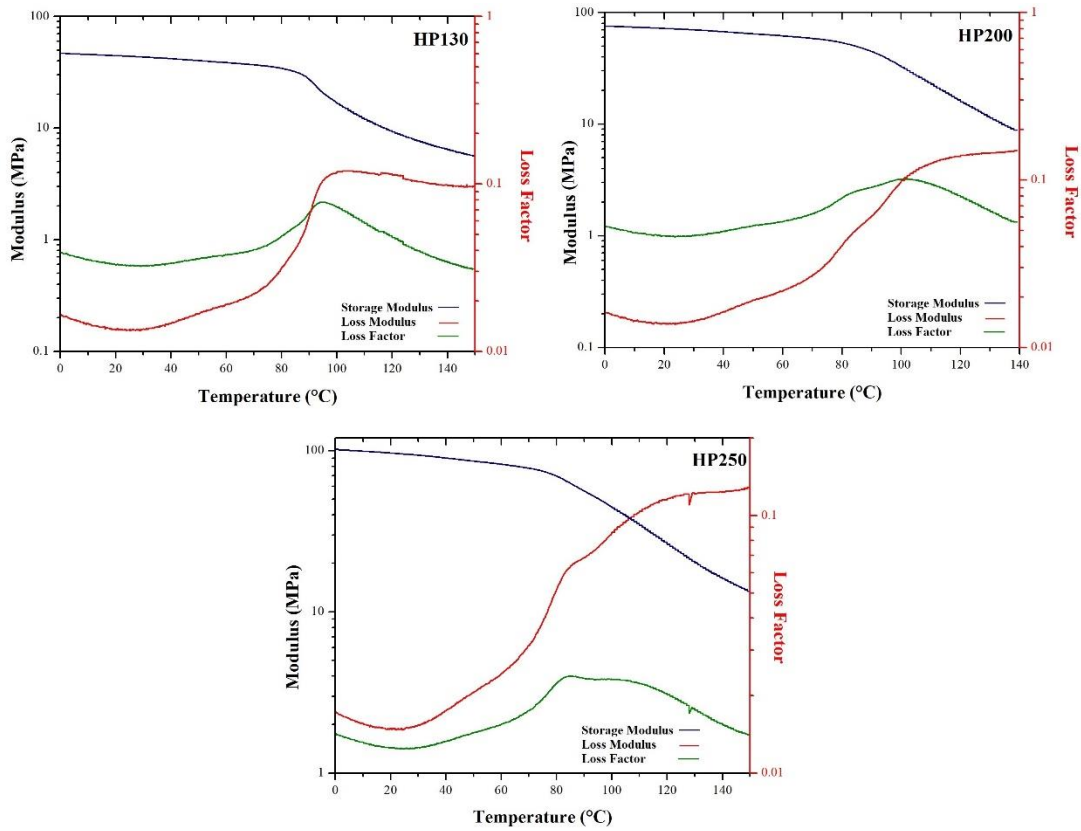 HP130
100
10
1
0.1
Modulus (MPa)
1
0.1
0.01
Loss Factor
Storage Modulus
Loss Modulus
Loss Factor
0 20 40 60 80 100 120 140
Temperature (°C)
HP200
100
10
1
0.1
Modulus (MPa)
1
0.1
0.01
Loss Factor
Storage Modulus
Loss Modulus
Loss Factor
0 20 40 60 80 100 120 140
Temperature (°C)
HP250
100
10
1
Modulus (MPa)
0.1
0.01
Loss Factor
Storage Modulus
Loss Modulus
Loss Factor
0 20 40 60 80 100 120 140
Temperature (°C)